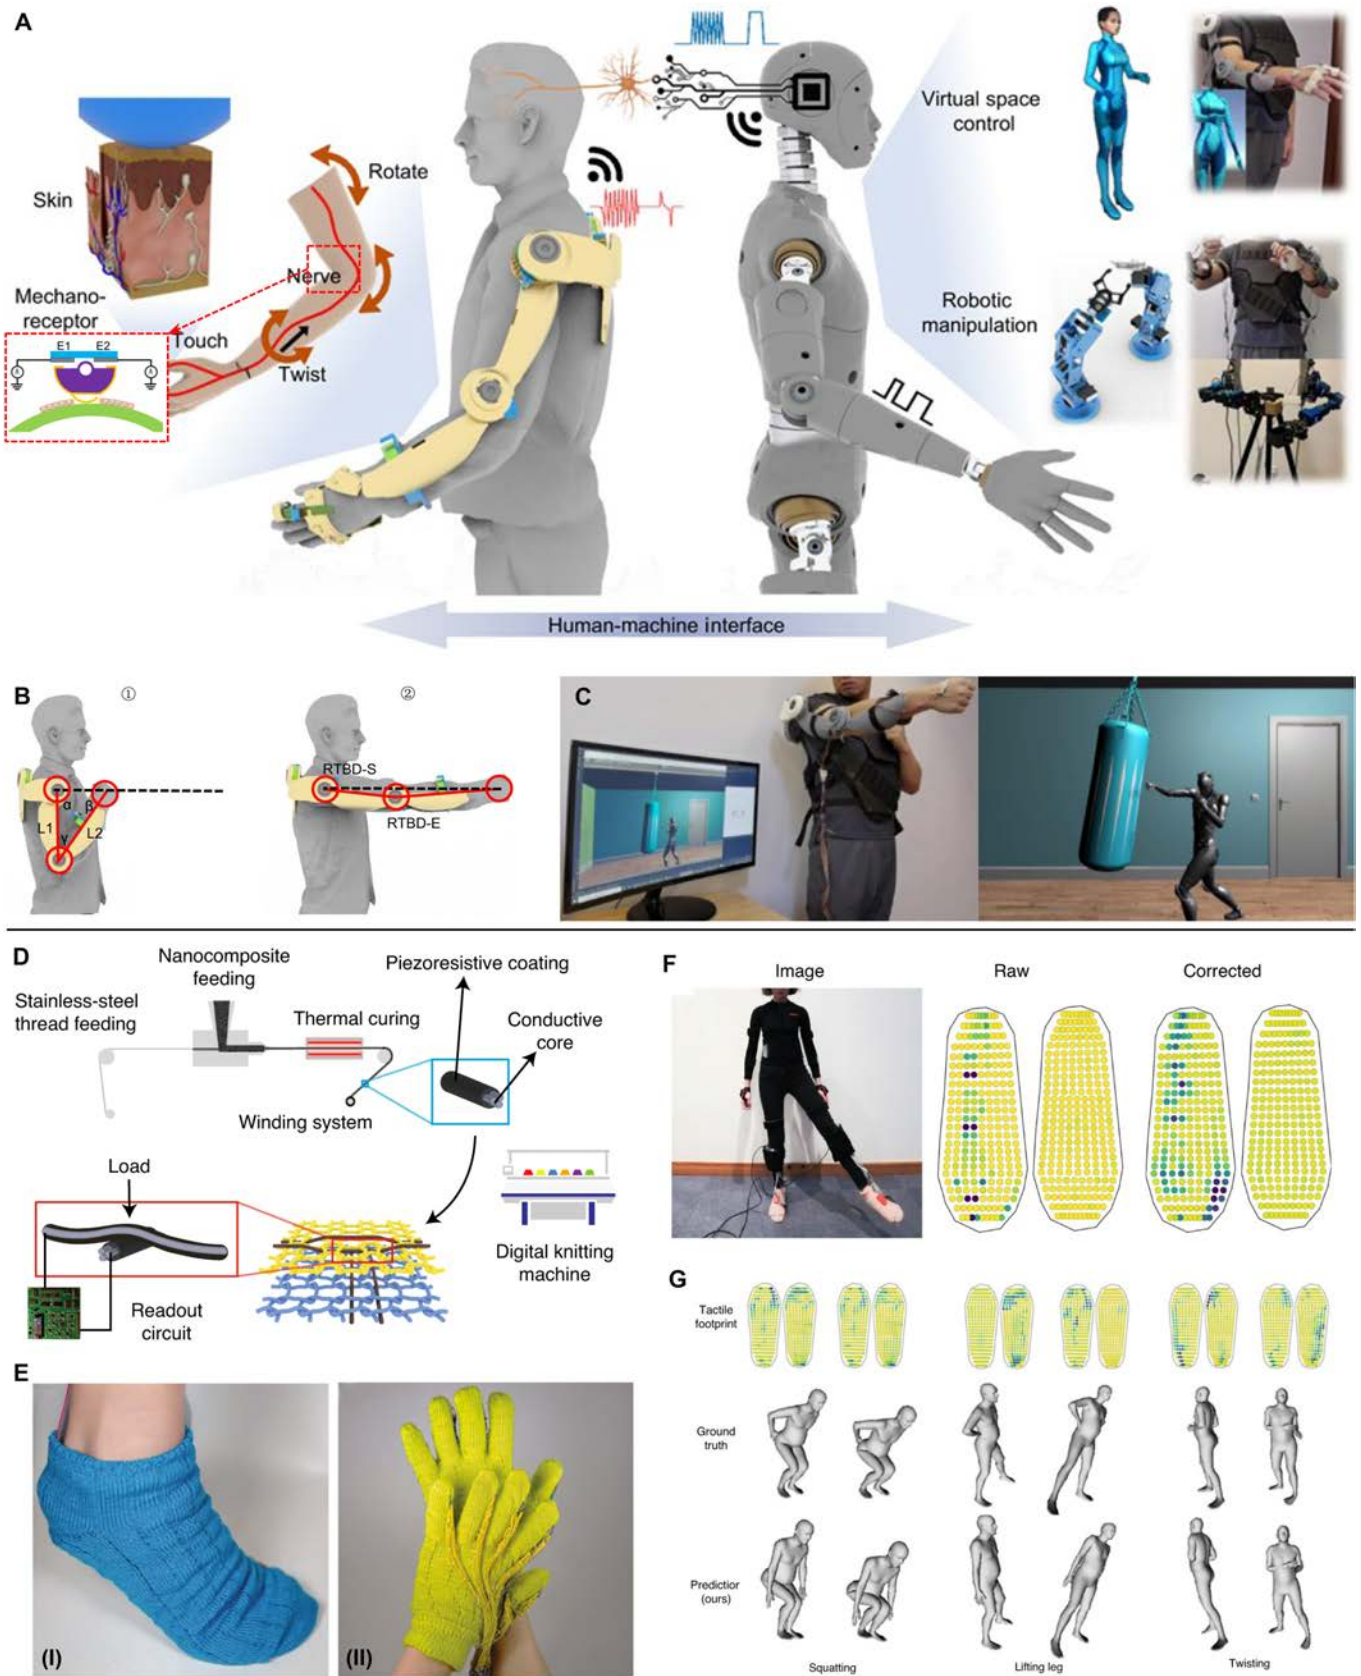 A
Virtual space
control
Rotate
Skin
Nerve
Mechano-
receptor
E1 E2
Touch
Twist
Robotic
manipulation
Human-machine interface
B
①
②
RTBD-S
RTBD-E
α
β
L1
γ
L2
C
D
Nanocomposite
feeding
Piezoresistive coating
Stainless-steel
thread feeding
Thermal curing
Conductive
core
Winding system
Load
Digital knitting
machine
Readout
circuit
E
(I)
(II)
F
Image
Raw
Corrected
G
Tactile
footprint
Ground
truth
Predictior
(ours)
Squatting
Lifting leg
Twisting